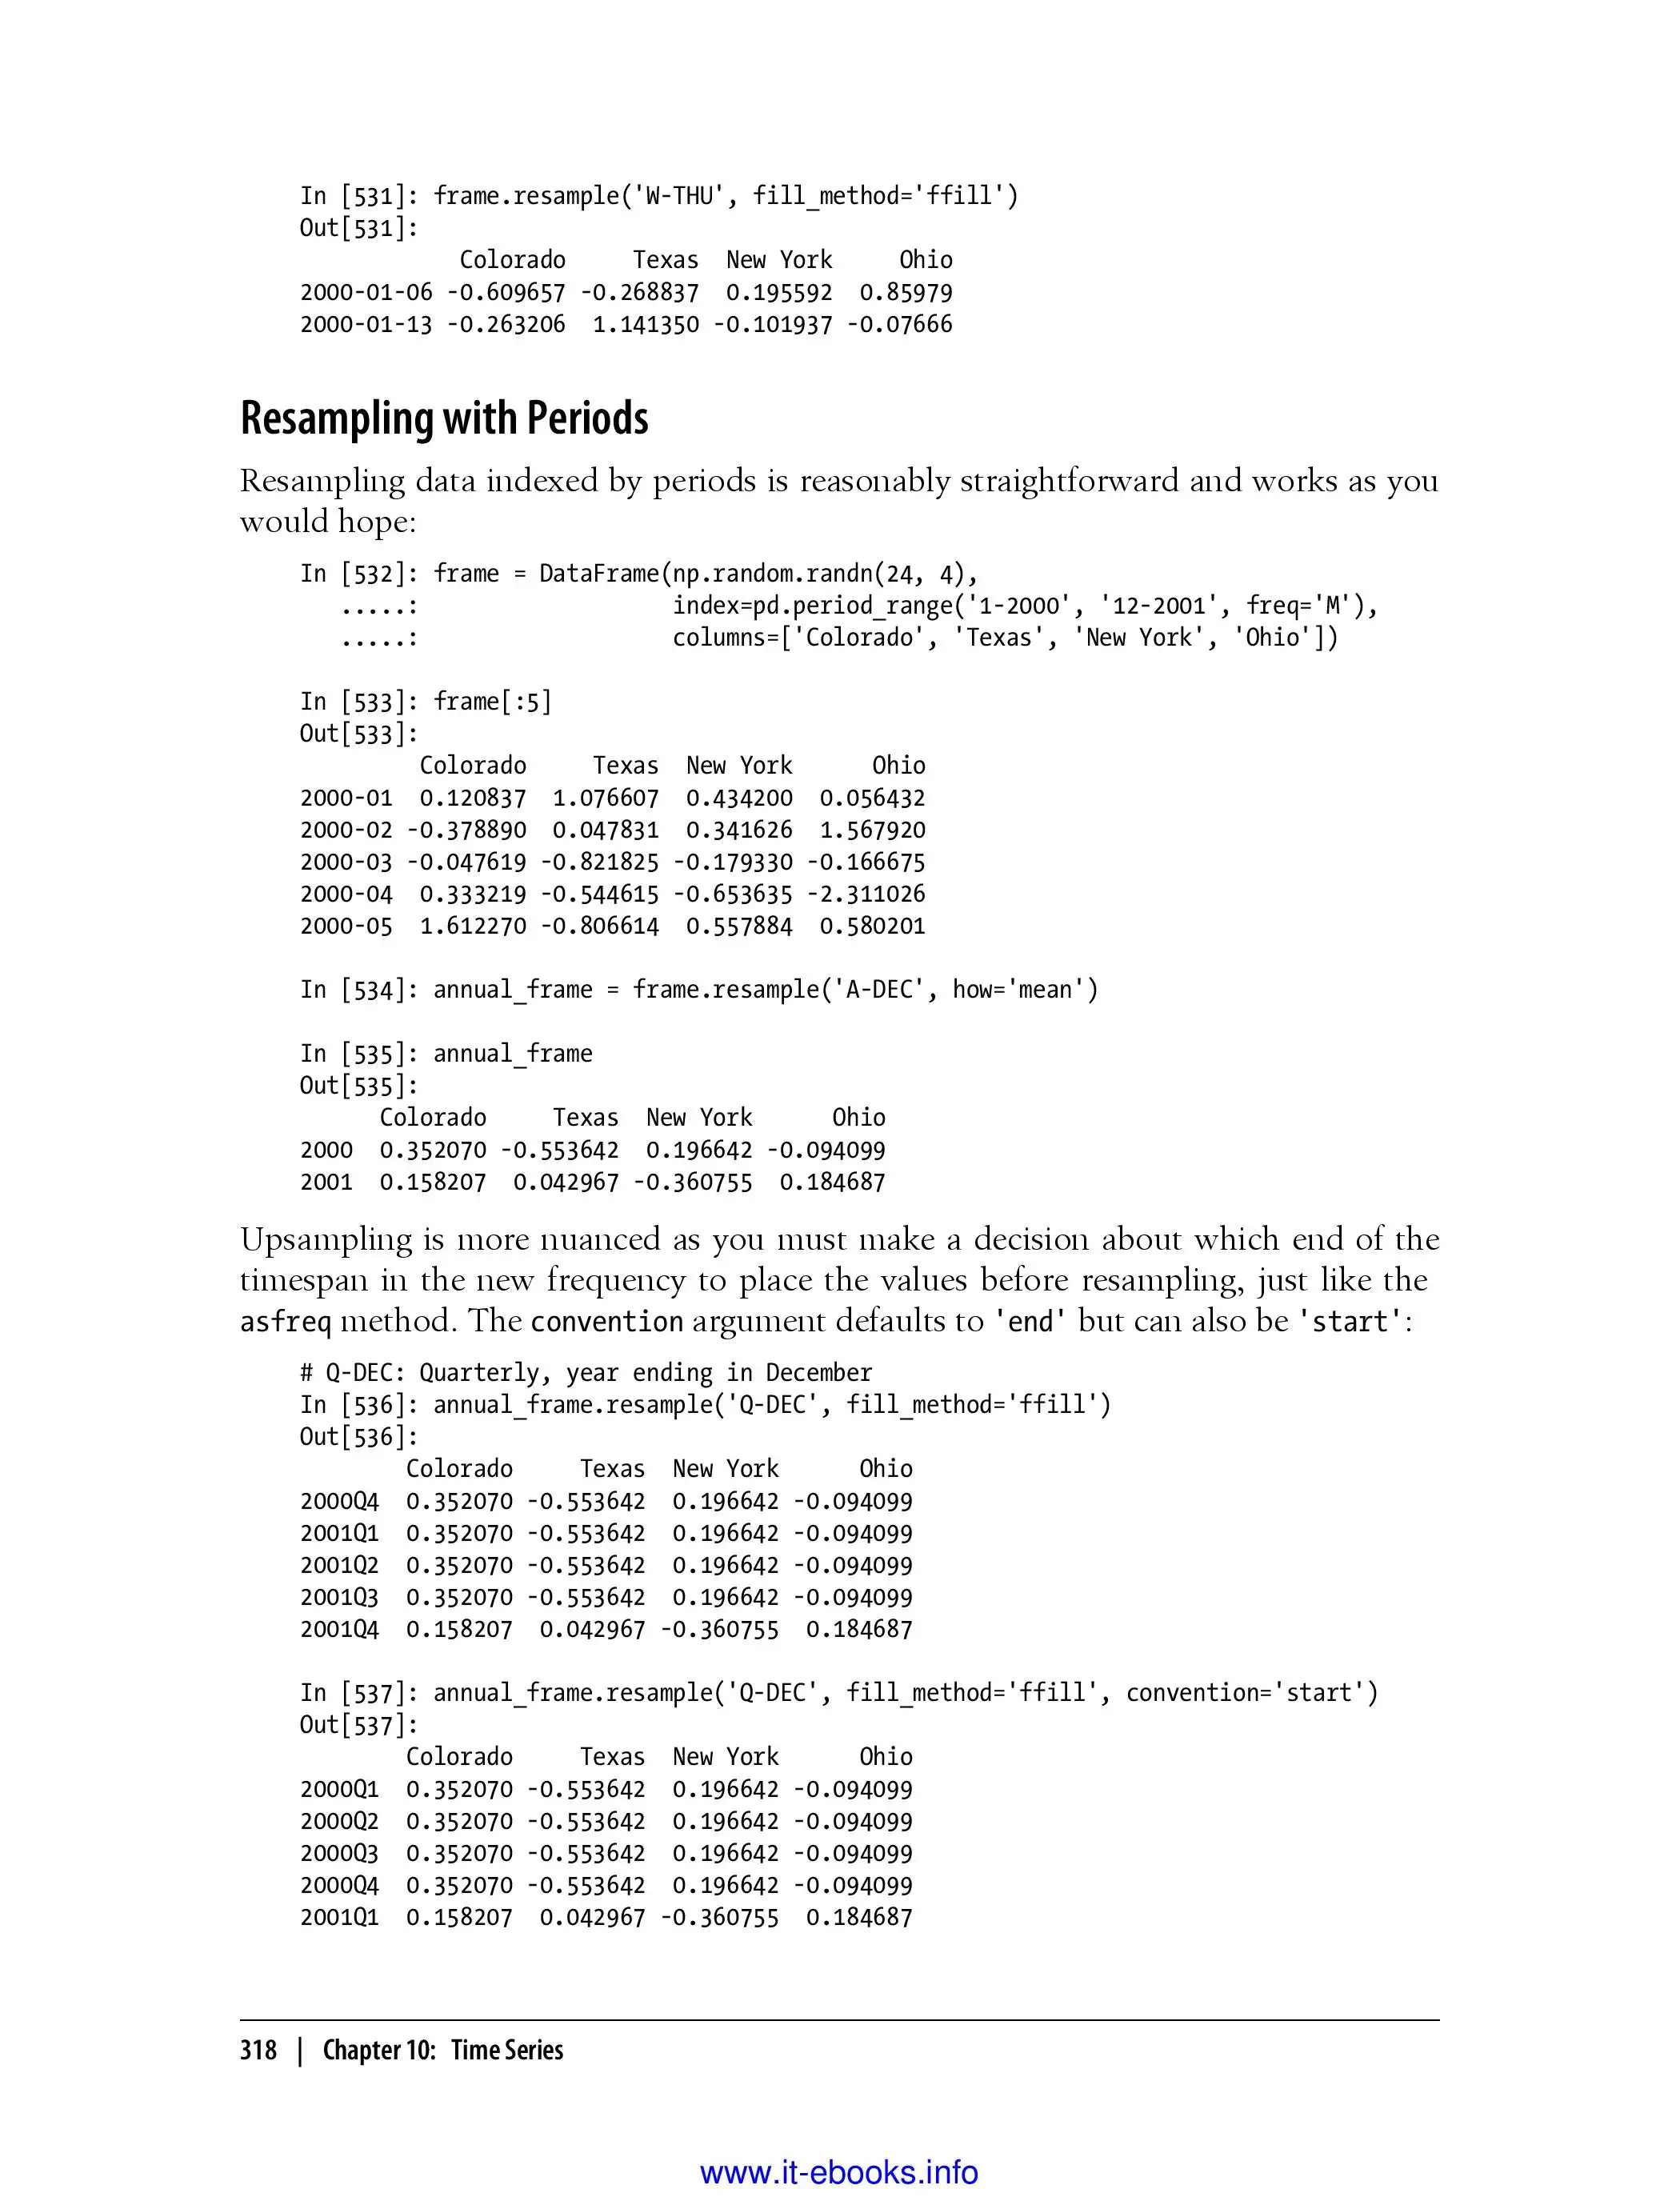 In [531]: frame.resample('W-THU', fill_method='ffill')
Out[531]:
            Colorado     Texas  New York     Ohio
2000-01-06 -0.609657 -0.268837  0.195592  0.85979
2000-01-13 -0.263206  1.141350 -0.101937 -0.07666
Resampling with Periods
Resampling data indexed by periods is reasonably straightforward and works as you
would hope:
In [532]: frame = DataFrame(np.random.randn(24, 4),
   .....:                   index=pd.period_range('1-2000', '12-2001', freq='M'),
   .....:                   columns=['Colorado', 'Texas', 'New York', 'Ohio'])
In [533]: frame[:5]
Out[533]:
         Colorado     Texas  New York      Ohio
2000-01  0.120837  1.076607  0.434200  0.056432
2000-02 -0.378890  0.047831  0.341626  1.567920
2000-03 -0.047619 -0.821825 -0.179330 -0.166675
2000-04  0.333219 -0.544615 -0.653635 -2.311026
2000-05  1.612270 -0.806614  0.557884  0.580201
In [534]: annual_frame = frame.resample('A-DEC', how='mean')
In [535]: annual_frame
Out[535]:
      Colorado     Texas  New York      Ohio
2000  0.352070 -0.553642  0.196642 -0.094099
2001  0.158207  0.042967 -0.360755  0.184687
Upsampling is more nuanced as you must make a decision about which end of the
timespan in the new frequency to place the values before resampling, just like the
asfreq method. The convention argument defaults to 'end' but can also be 'start':
# Q-DEC: Quarterly, year ending in December
In [536]: annual_frame.resample('Q-DEC', fill_method='ffill')
Out[536]:
        Colorado     Texas  New York      Ohio
2000Q4  0.352070 -0.553642  0.196642 -0.094099
2001Q1  0.352070 -0.553642  0.196642 -0.094099
2001Q2  0.352070 -0.553642  0.196642 -0.094099
2001Q3  0.352070 -0.553642  0.196642 -0.094099
2001Q4  0.158207  0.042967 -0.360755  0.184687
In [537]: annual_frame.resample('Q-DEC', fill_method='ffill', convention='start')
Out[537]:
        Colorado     Texas  New York      Ohio
2000Q1  0.352070 -0.553642  0.196642 -0.094099
2000Q2  0.352070 -0.553642  0.196642 -0.094099
2000Q3  0.352070 -0.553642  0.196642 -0.094099
2000Q4  0.352070 -0.553642  0.196642 -0.094099
2001Q1  0.158207  0.042967 -0.360755  0.184687
318 | Chapter 10: Time Series
www.it-ebooks.info